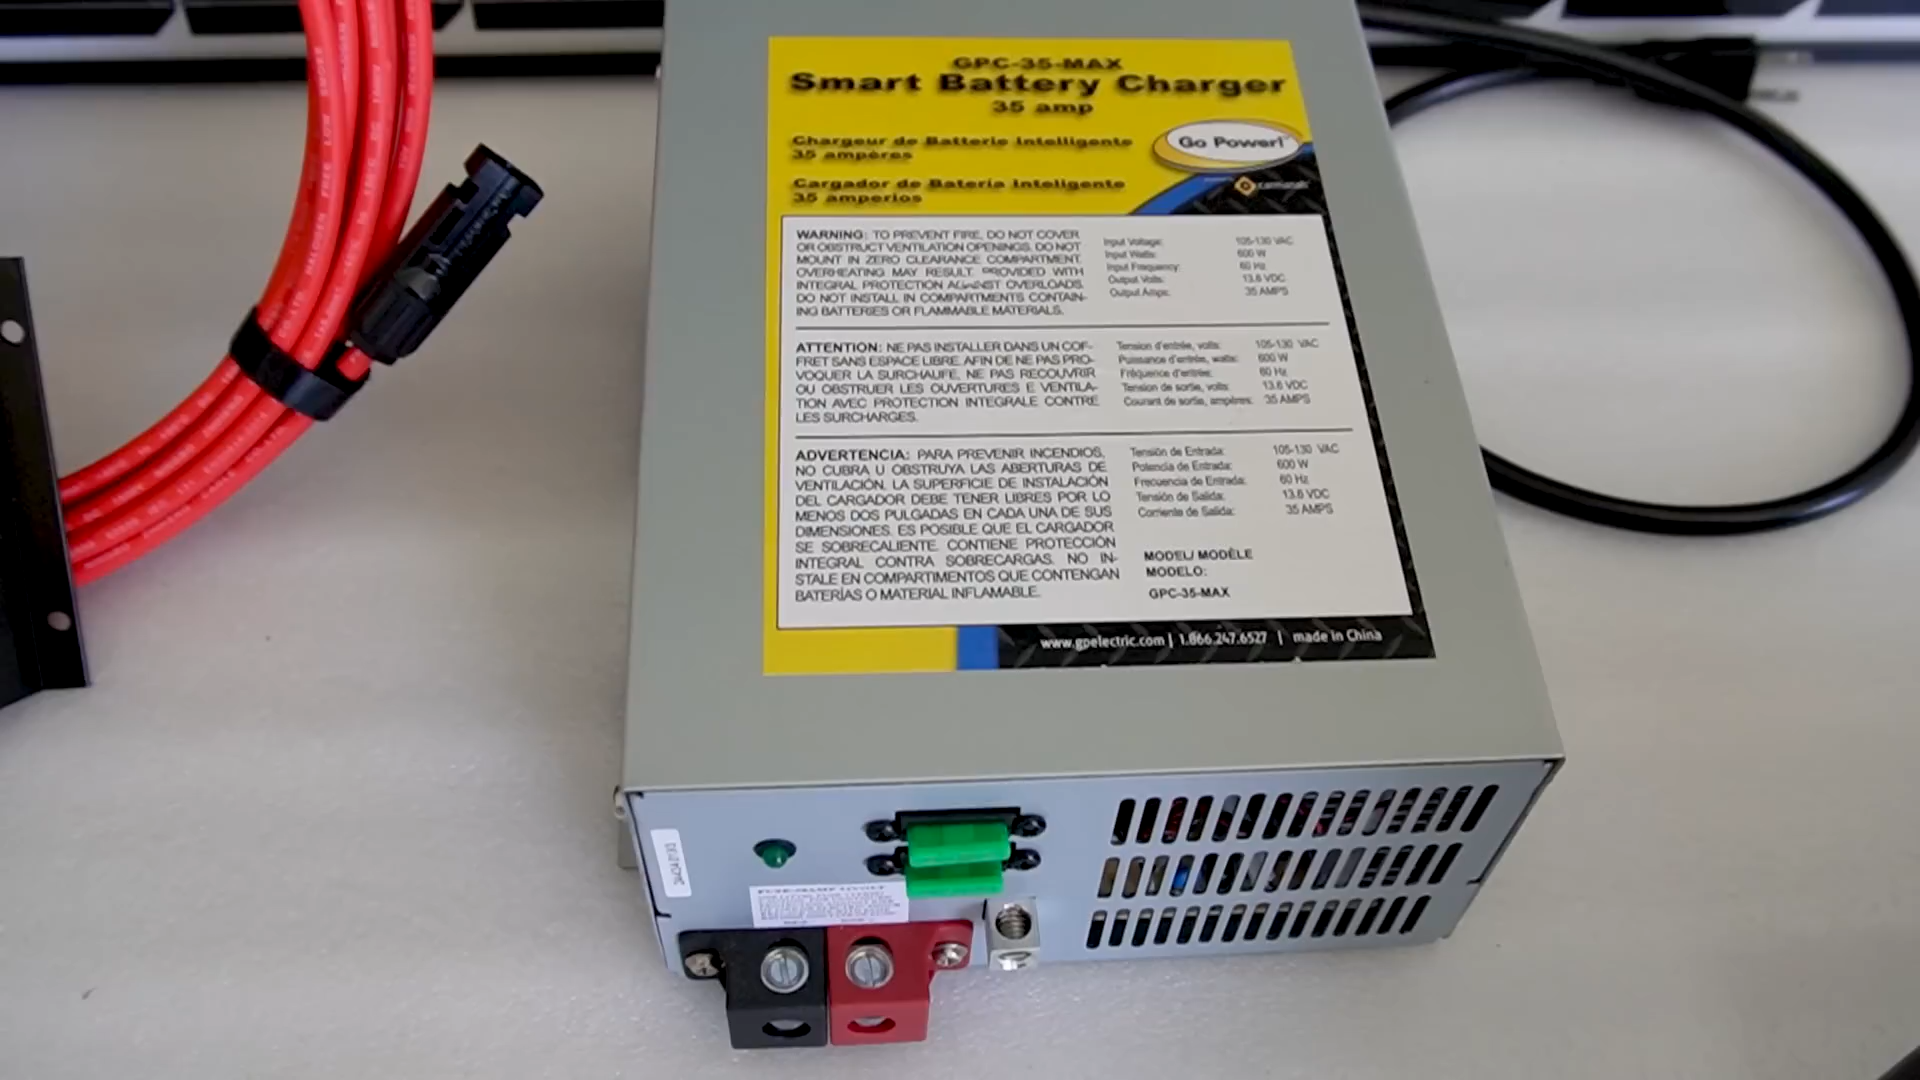 GPC-35-MAX
Smart Battery Charger
35 amp
Chargeur de Batterie Intelligente
35 ampères
Cargador de Batería Inteligente
35 amperios
Go Power!
WARNING: TO PREVENT FIRE, DO NOT COVER
OR OBSTRUCT VENTILATION OPENINGS. DO NOT
MOUNT IN ZERO CLEARANCE COMPARTMENT.
OVERHEATING MAY RESULT. PROVIDED WITH
INTEGRAL PROTECTION AGAINST OVERLOADS.
DO NOT INSTALL IN COMPARTMENTS CONTAIN-
ING BATTERIES OR FLAMMABLE MATERIALS.
Input Voltage: 105-130 VAC
Input Watts: 600 W
Input Frequency: 60 Hz
Output Volts: 13.6 VDC
Output Amps: 35 AMPS
ATTENTION: NE PAS INSTALLER DANS UN COF-
FRET SANS ESPACE LIBRE. AFIN DE NE PAS PRO-
VOQUER LA SURCHAUFE, NE PAS RECOUVRIR
OU OBSTRUER LES OUVERTURES E VENTILA-
TION AVEC PROTECTION INTEGRALE CONTRE
LES SURCHARGES.
Tension d'entrée, volts: 105-130 VAC
Puissance d'entrée, watts: 600 W
Fréquence d'entrée: 60 Hz
Tension de sortie, volts: 13.6 VDC
Courant de sortie, ampères: 35 AMPS
ADVERTENCIA: PARA PREVENIR INCENDIOS,
NO CUBRA U OBSTRUYA LAS ABERTURAS DE
VENTILACIÓN. LA SUPERFICIE DE INSTALACIÓN
DEL CARGADOR DEBE TENER LIBRES POR LO
MENOS DOS PULGADAS EN CADA UNA DE SUS
DIMENSIONES. ES POSIBLE QUE EL CARGADOR
SE SOBRECALIENTE. CONTIENE PROTECCIÓN
INTEGRAL CONTRA SOBRECARGAS. NO IN-
STALE EN COMPARTIMENTOS QUE CONTENGAN
BATERÍAS O MATERIAL INFLAMABLE.
Tensión de Entrada: 105-130 VAC
Potencia de Entrada: 600 W
Frecuencia de Entrada: 60 Hz
Tensión de Salida: 13.6 VDC
Corriente de Salida: 35 AMPS
MODEL/ MODÈLE
MODELO:
GPC-35-MAX
www.gpelectric.com | 1.866.247.6527 | made in China